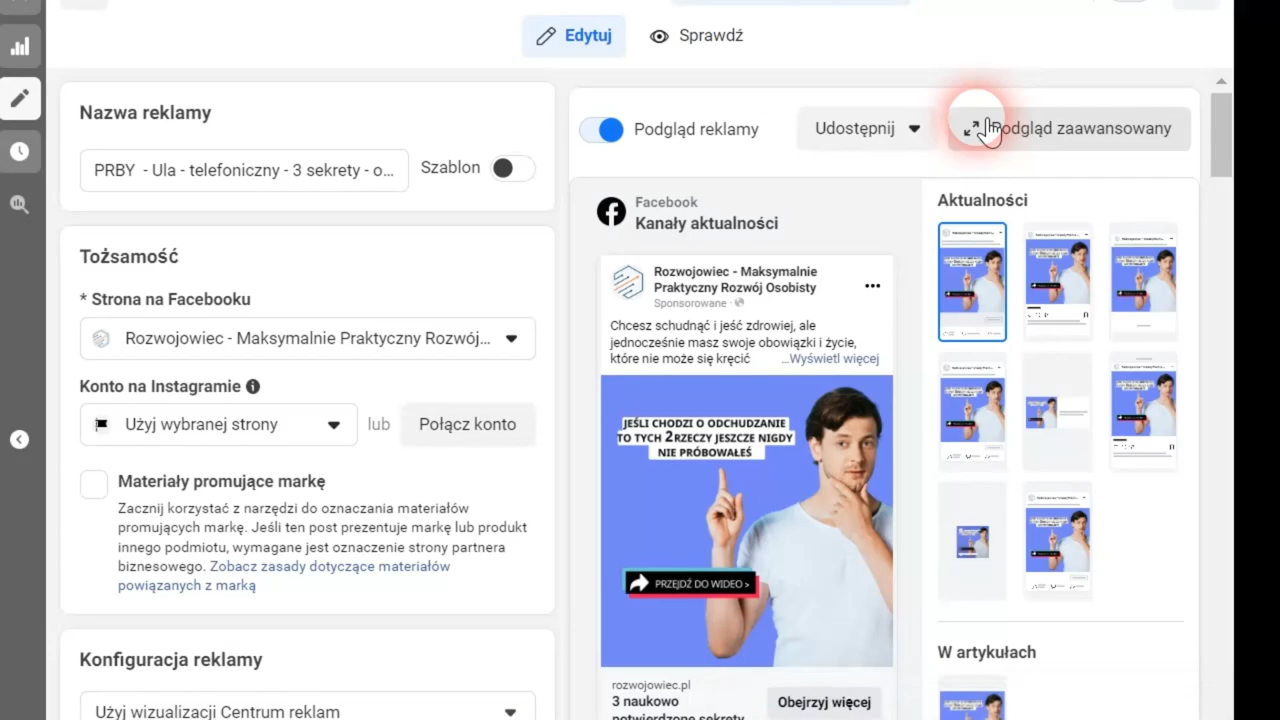 Edytuj
Sprawdź
Nazwa reklamy
PRBY - Ula - telefoniczny - 3 sekrety - o...
Szablon
Tożsamość
* Strona na Facebooku
Rozwojowiec - Maksymalnie Praktyczny Rozwój...
Konto na Instagramie
Użyj wybranej strony
lub
Połącz konto
Materiały promujące markę
Zacznij korzystać z narzędzi do oznaczania materiałów
promujących markę. Jeśli ten post prezentuje markę lub produkt
innego podmiotu, wymagane jest oznaczenie strony partnera
biznesowego. Zobacz zasady dotyczące materiałów
powiązanych z marką
Konfiguracja reklamy
Użyj wizualizacji Centrum reklam
Podgląd reklamy
Udostępnij
Podgląd zaawansowany
Facebook
Kanały aktualności
Rozwojowiec - Maksymalnie
Praktyczny Rozwój Osobisty
Sponsorowane ·
Chcesz schudnąć i jeść zdrowiej, ale
jednocześnie masz swoje obowiązki i życie,
które nie może się kręcić ...Wyświetl więcej
JEŚLI CHODZI O ODCHUDZANIE
TO TYCH 2 RZECZY JESZCZE NIGDY
NIE PRÓBOWAŁEŚ
PRZEJDŹ DO WIDEO >
rozwojowiec.pl
3 naukowo
potwierdzone sekrety
Obejrzyj więcej
Aktualności
W artykułach